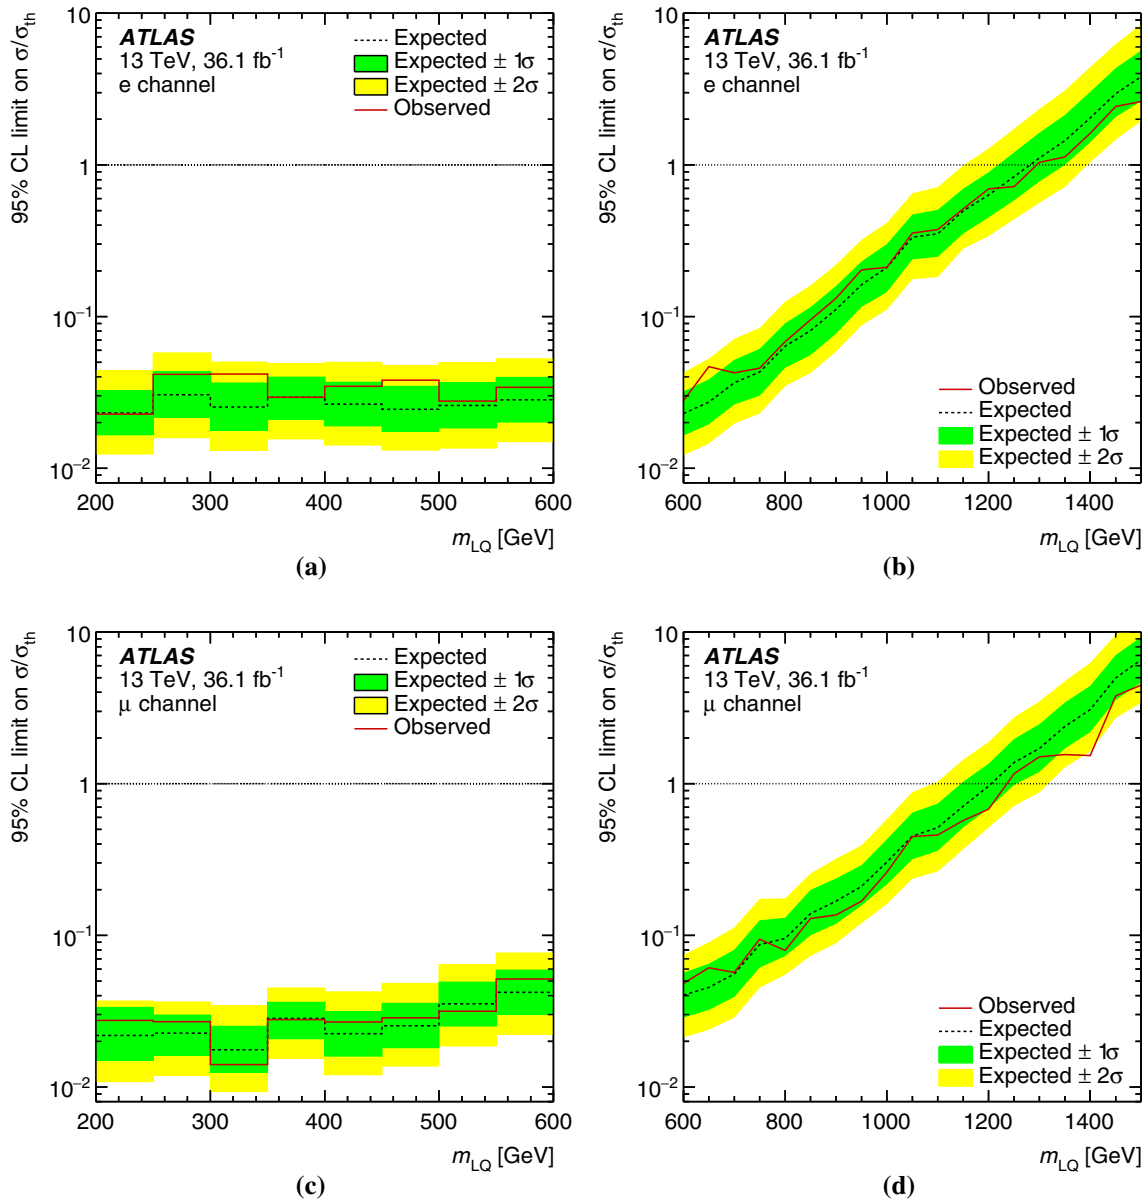 ATLAS
13 TeV, 36.1 fb⁻¹
e channel
Expected
Expected ± 1σ
Expected ± 2σ
Observed
95% CL limit on σ/σth
10
1
10⁻¹
10⁻²
200 300 400 500 600
mLQ [GeV]
(a)
ATLAS
13 TeV, 36.1 fb⁻¹
e channel
95% CL limit on σ/σth
10
1
10⁻¹
10⁻²
Observed
Expected
Expected ± 1σ
Expected ± 2σ
600 800 1000 1200 1400
mLQ [GeV]
(b)
ATLAS
13 TeV, 36.1 fb⁻¹
μ channel
Expected
Expected ± 1σ
Expected ± 2σ
Observed
95% CL limit on σ/σth
10
1
10⁻¹
10⁻²
200 300 400 500 600
mLQ [GeV]
(c)
ATLAS
13 TeV, 36.1 fb⁻¹
μ channel
95% CL limit on σ/σth
10
1
10⁻¹
10⁻²
Observed
Expected
Expected ± 1σ
Expected ± 2σ
600 800 1000 1200 1400
mLQ [GeV]
(d)